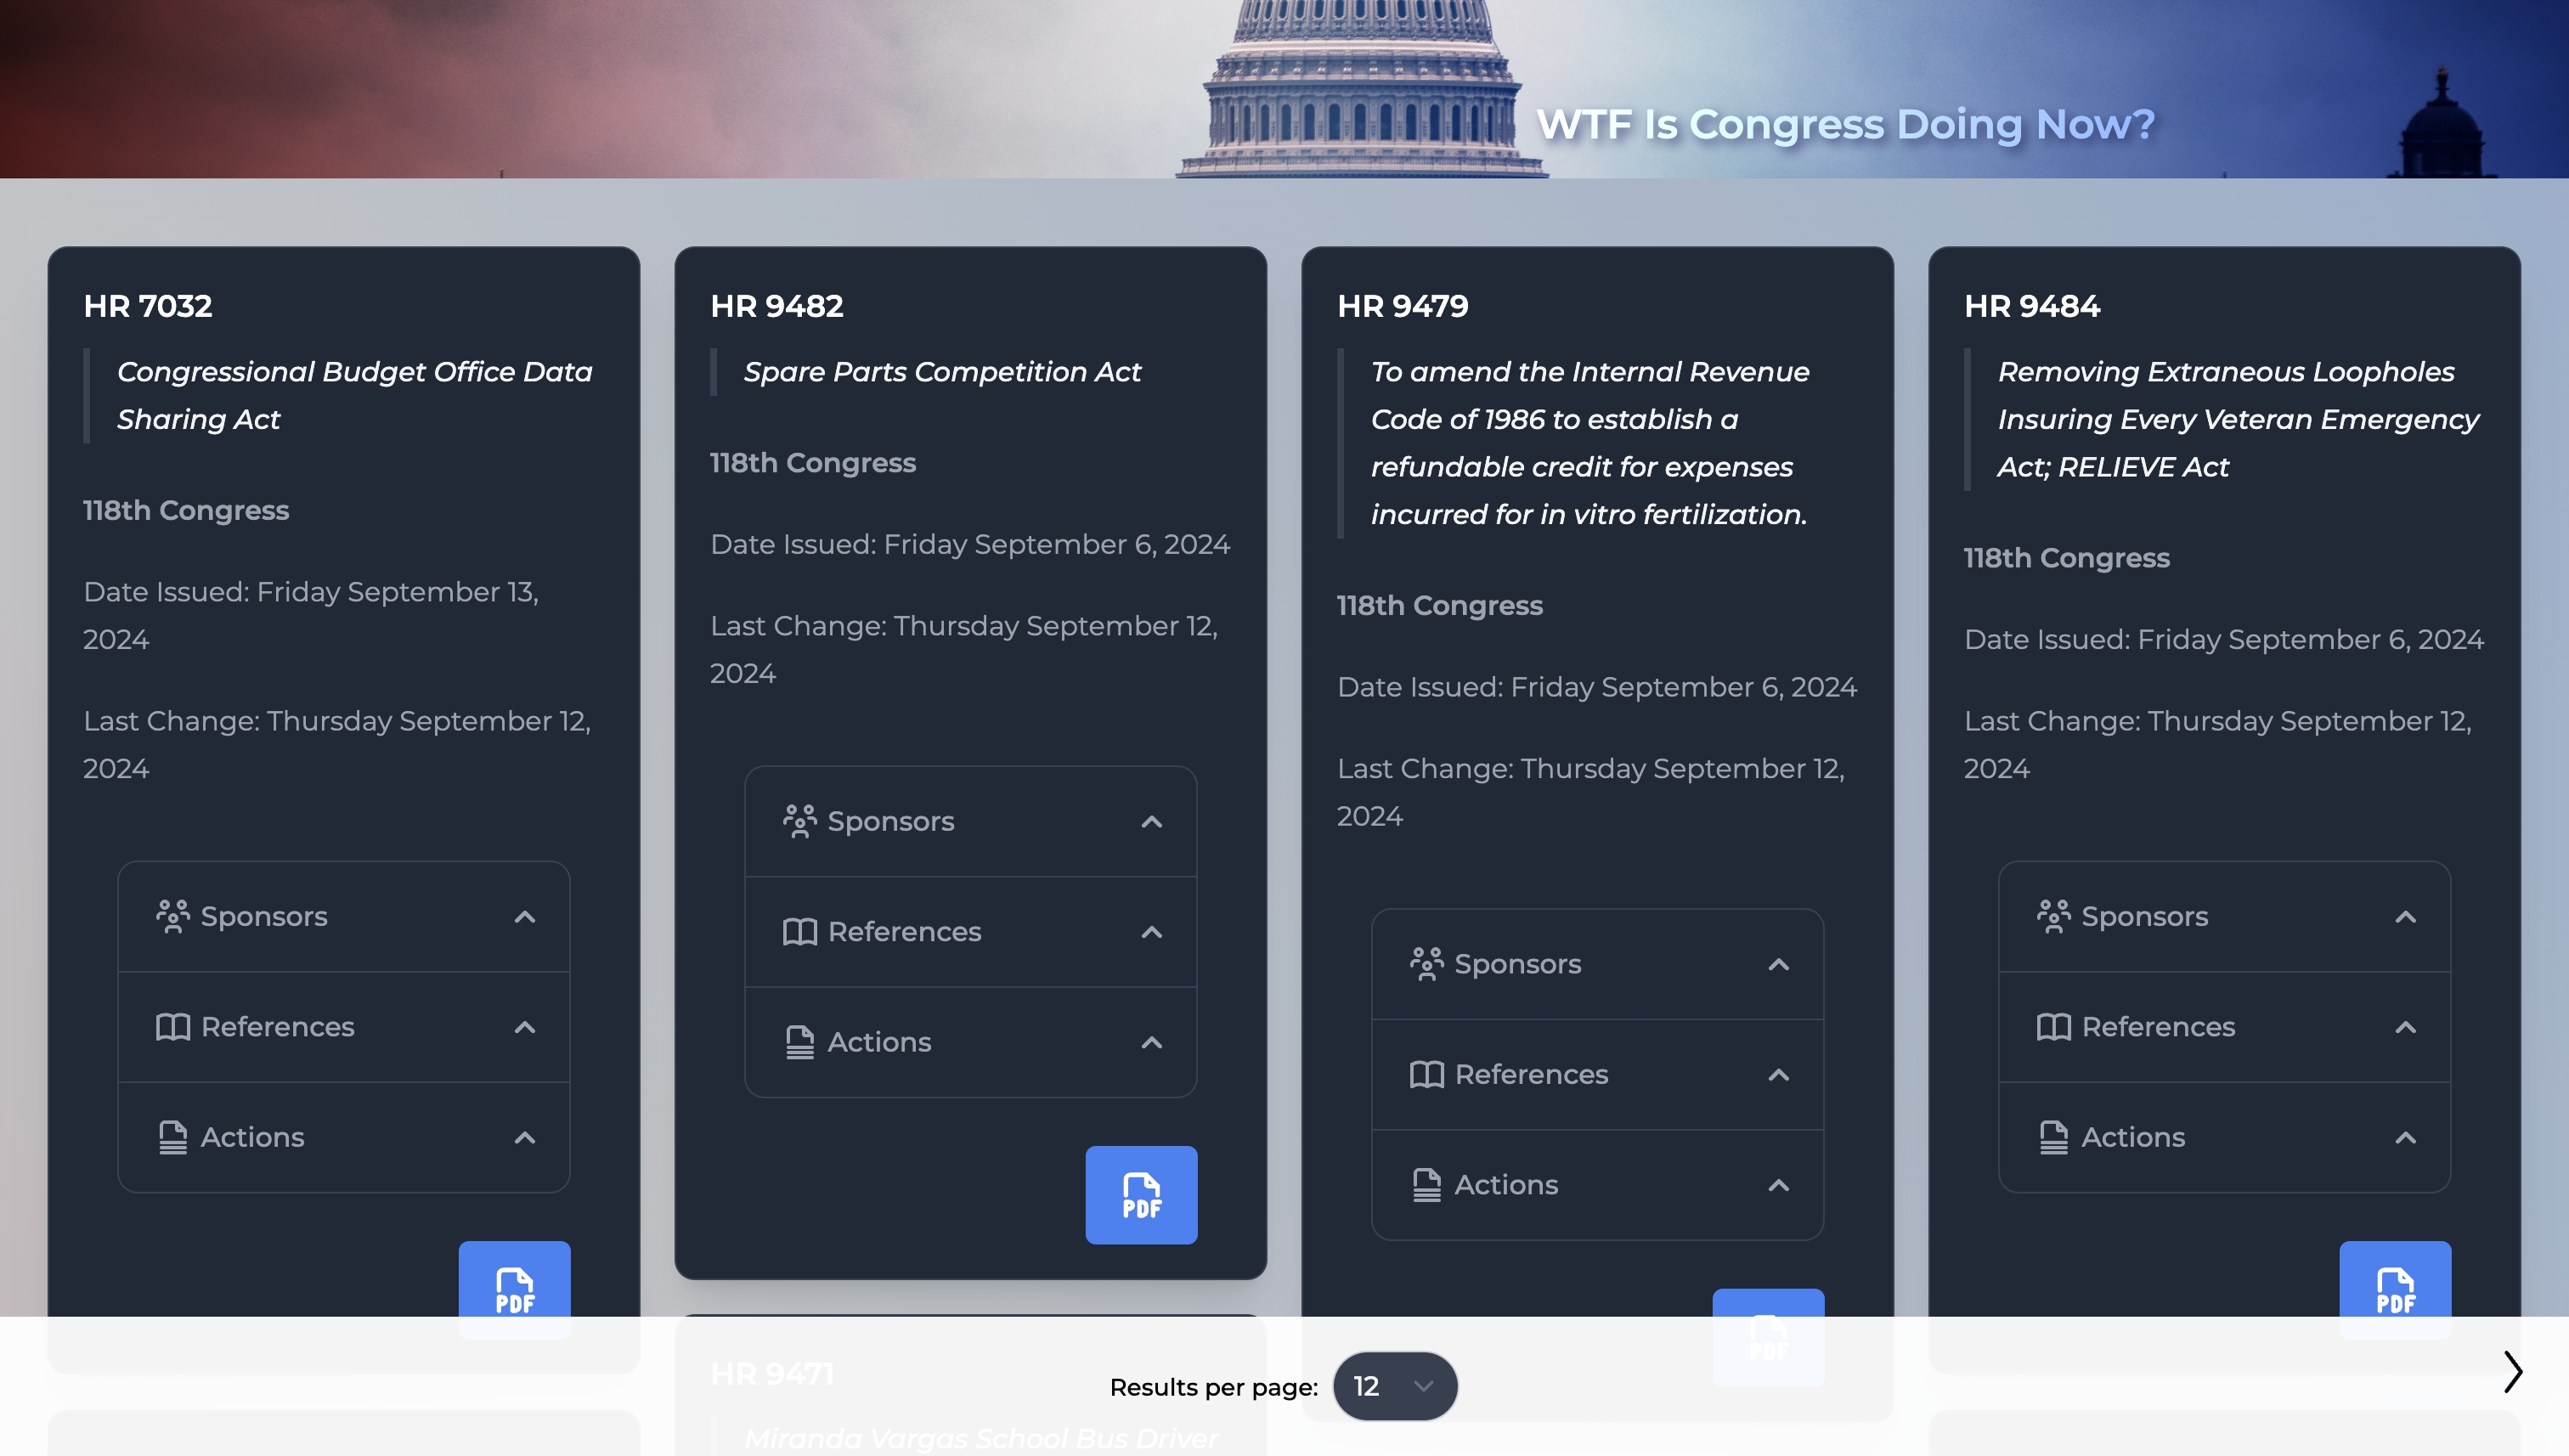 WTF Is Congress Doing Now?
HR 7032
Congressional Budget Office Data
Sharing Act
118th Congress
Date Issued: Friday September 13,
2024
Last Change: Thursday September 12,
2024
Sponsors
References
Actions
PDF
HR 9482
Spare Parts Competition Act
118th Congress
Date Issued: Friday September 6, 2024
Last Change: Thursday September 12,
2024
Sponsors
References
Actions
PDF
HR 9471
Miranda Vargas School Bus Driver
HR 9479
To amend the Internal Revenue
Code of 1986 to establish a
refundable credit for expenses
incurred for in vitro fertilization.
118th Congress
Date Issued: Friday September 6, 2024
Last Change: Thursday September 12,
2024
Sponsors
References
Actions
PDF
HR 9484
Removing Extraneous Loopholes
Insuring Every Veteran Emergency
Act; RELIEVE Act
118th Congress
Date Issued: Friday September 6, 2024
Last Change: Thursday September 12,
2024
Sponsors
References
Actions
PDF
Results per page: 12